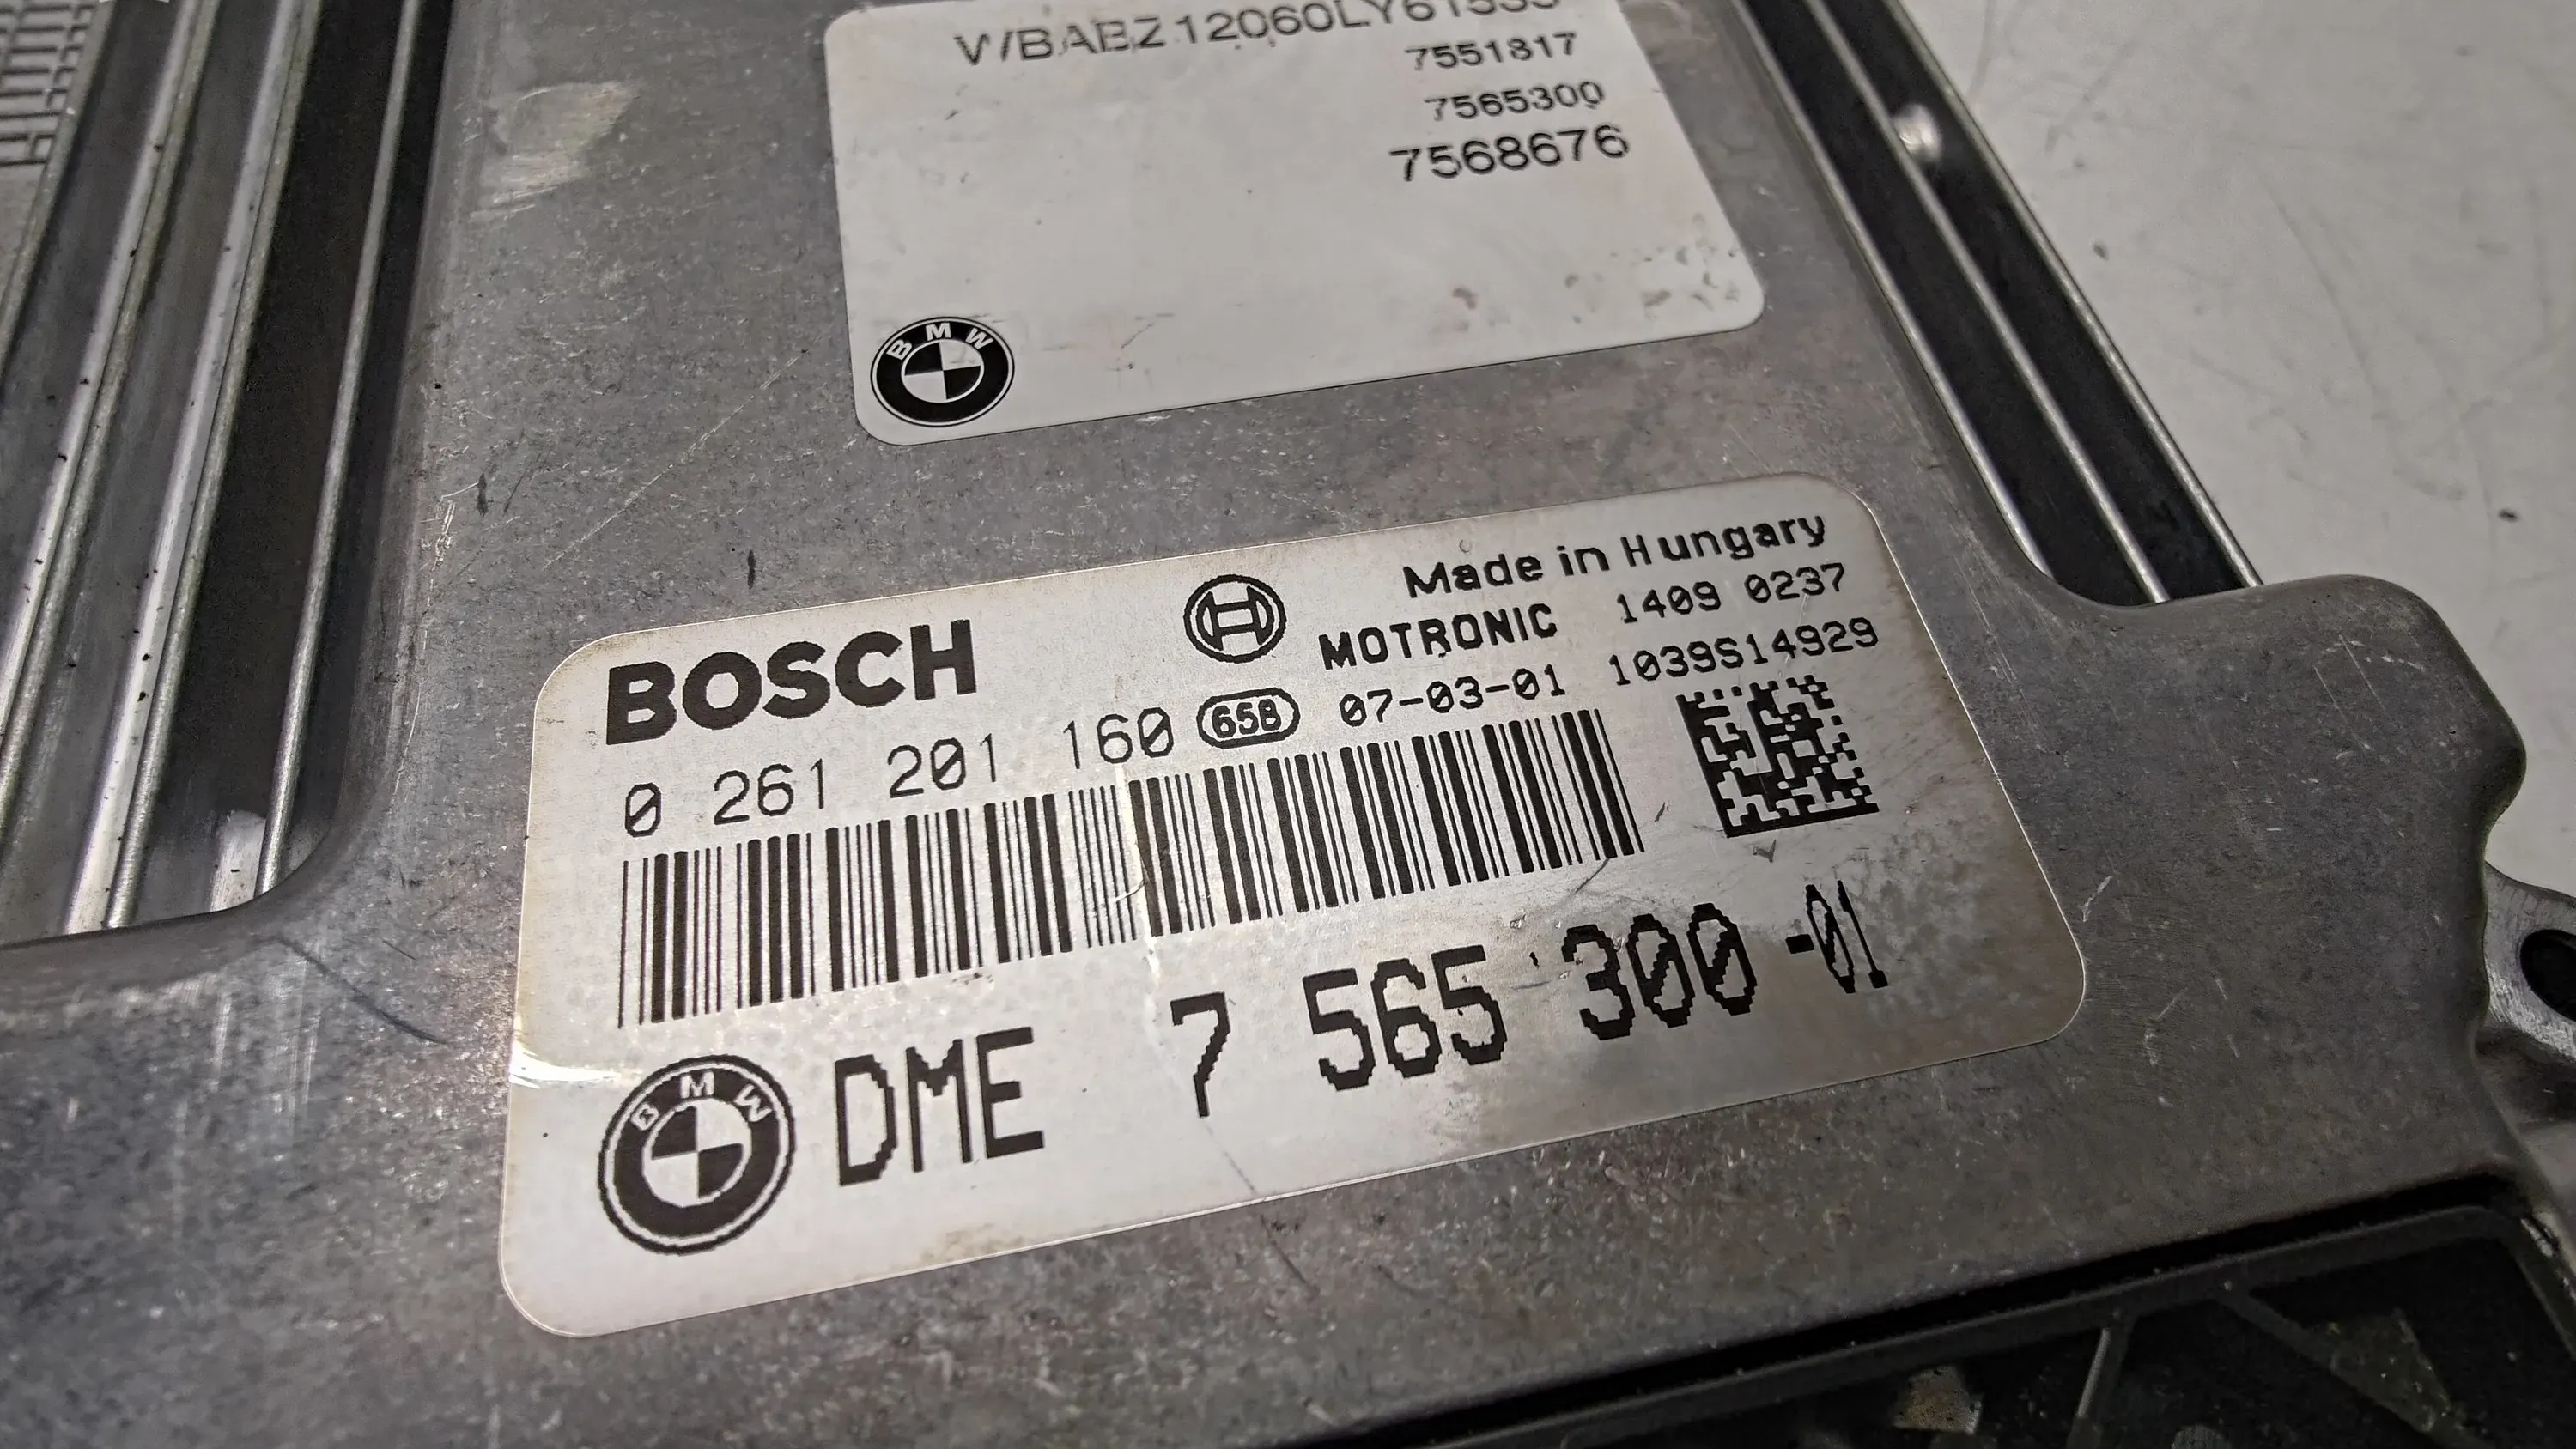 7551817
7565300
7568676
BMW
Made in Hungary
BOSCH MOTRONIC 1409 0237
0 261 201 160 65B 07-03-01 1039S14929
BMW DME 7 565 300 -01